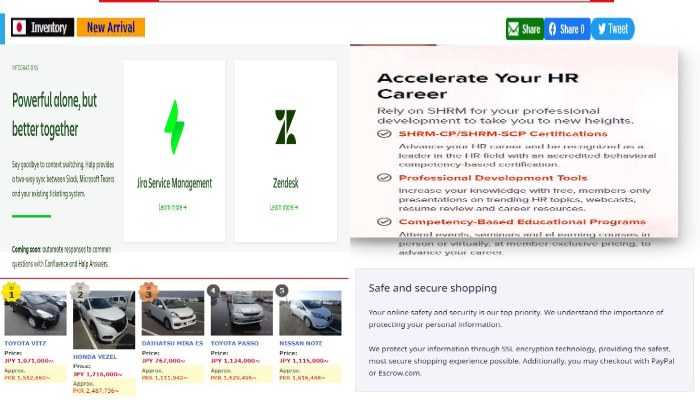 Inventory
New Arrival
Share
Share 0
Tweet
INTEGRATIONS
Powerful alone, but
better together
Say goodbye to context switching. Halp provides
a two-way sync between Slack, Microsoft Teams
and your existing ticketing system.
Coming soon: automate responses to common
questions with Confluence and Halp Answers.
Jira Service Management
Learn more →
Zendesk
Learn more →
Accelerate Your HR
Career
Rely on SHRM for your professional
development to take you to new heights.
SHRM-CP/SHRM-SCP Certifications
Advance your HR career and be recognized as a
leader in the HR field with an accredited behavioral
competency-based certification.
Professional Development Tools
Increase your knowledge with free, members-only
presentations on trending HR topics, webcasts,
resume review and career resources.
Competency-Based Educational Programs
Attend events, seminars and eLearning courses in
person or virtually, at member-exclusive pricing, to
advance your career.
1
TOYOTA VITZ
Price:
JPY 1,071,000~
Approx.
PKR 1,552,660~
2
HONDA VEZEL
Price:
JPY 1,716,000~
Approx.
PKR 2,487,736~
3
DAIHATSU MIRA ES
Price:
JPY 767,000~
Approx.
PKR 1,111,942~
4
TOYOTA PASSO
Price:
JPY 1,124,000~
Approx.
PKR 1,629,495~
5
NISSAN NOTE
Price:
JPY 1,115,000~
Approx.
PKR 1,616,448~
Safe and secure shopping
Your online safety and security is our top priority. We understand the importance of
protecting your personal information.
We protect your information through SSL encryption technology, providing the safest,
most secure shopping experience possible. Additionally, you may checkout with PayPal
or Escrow.com.